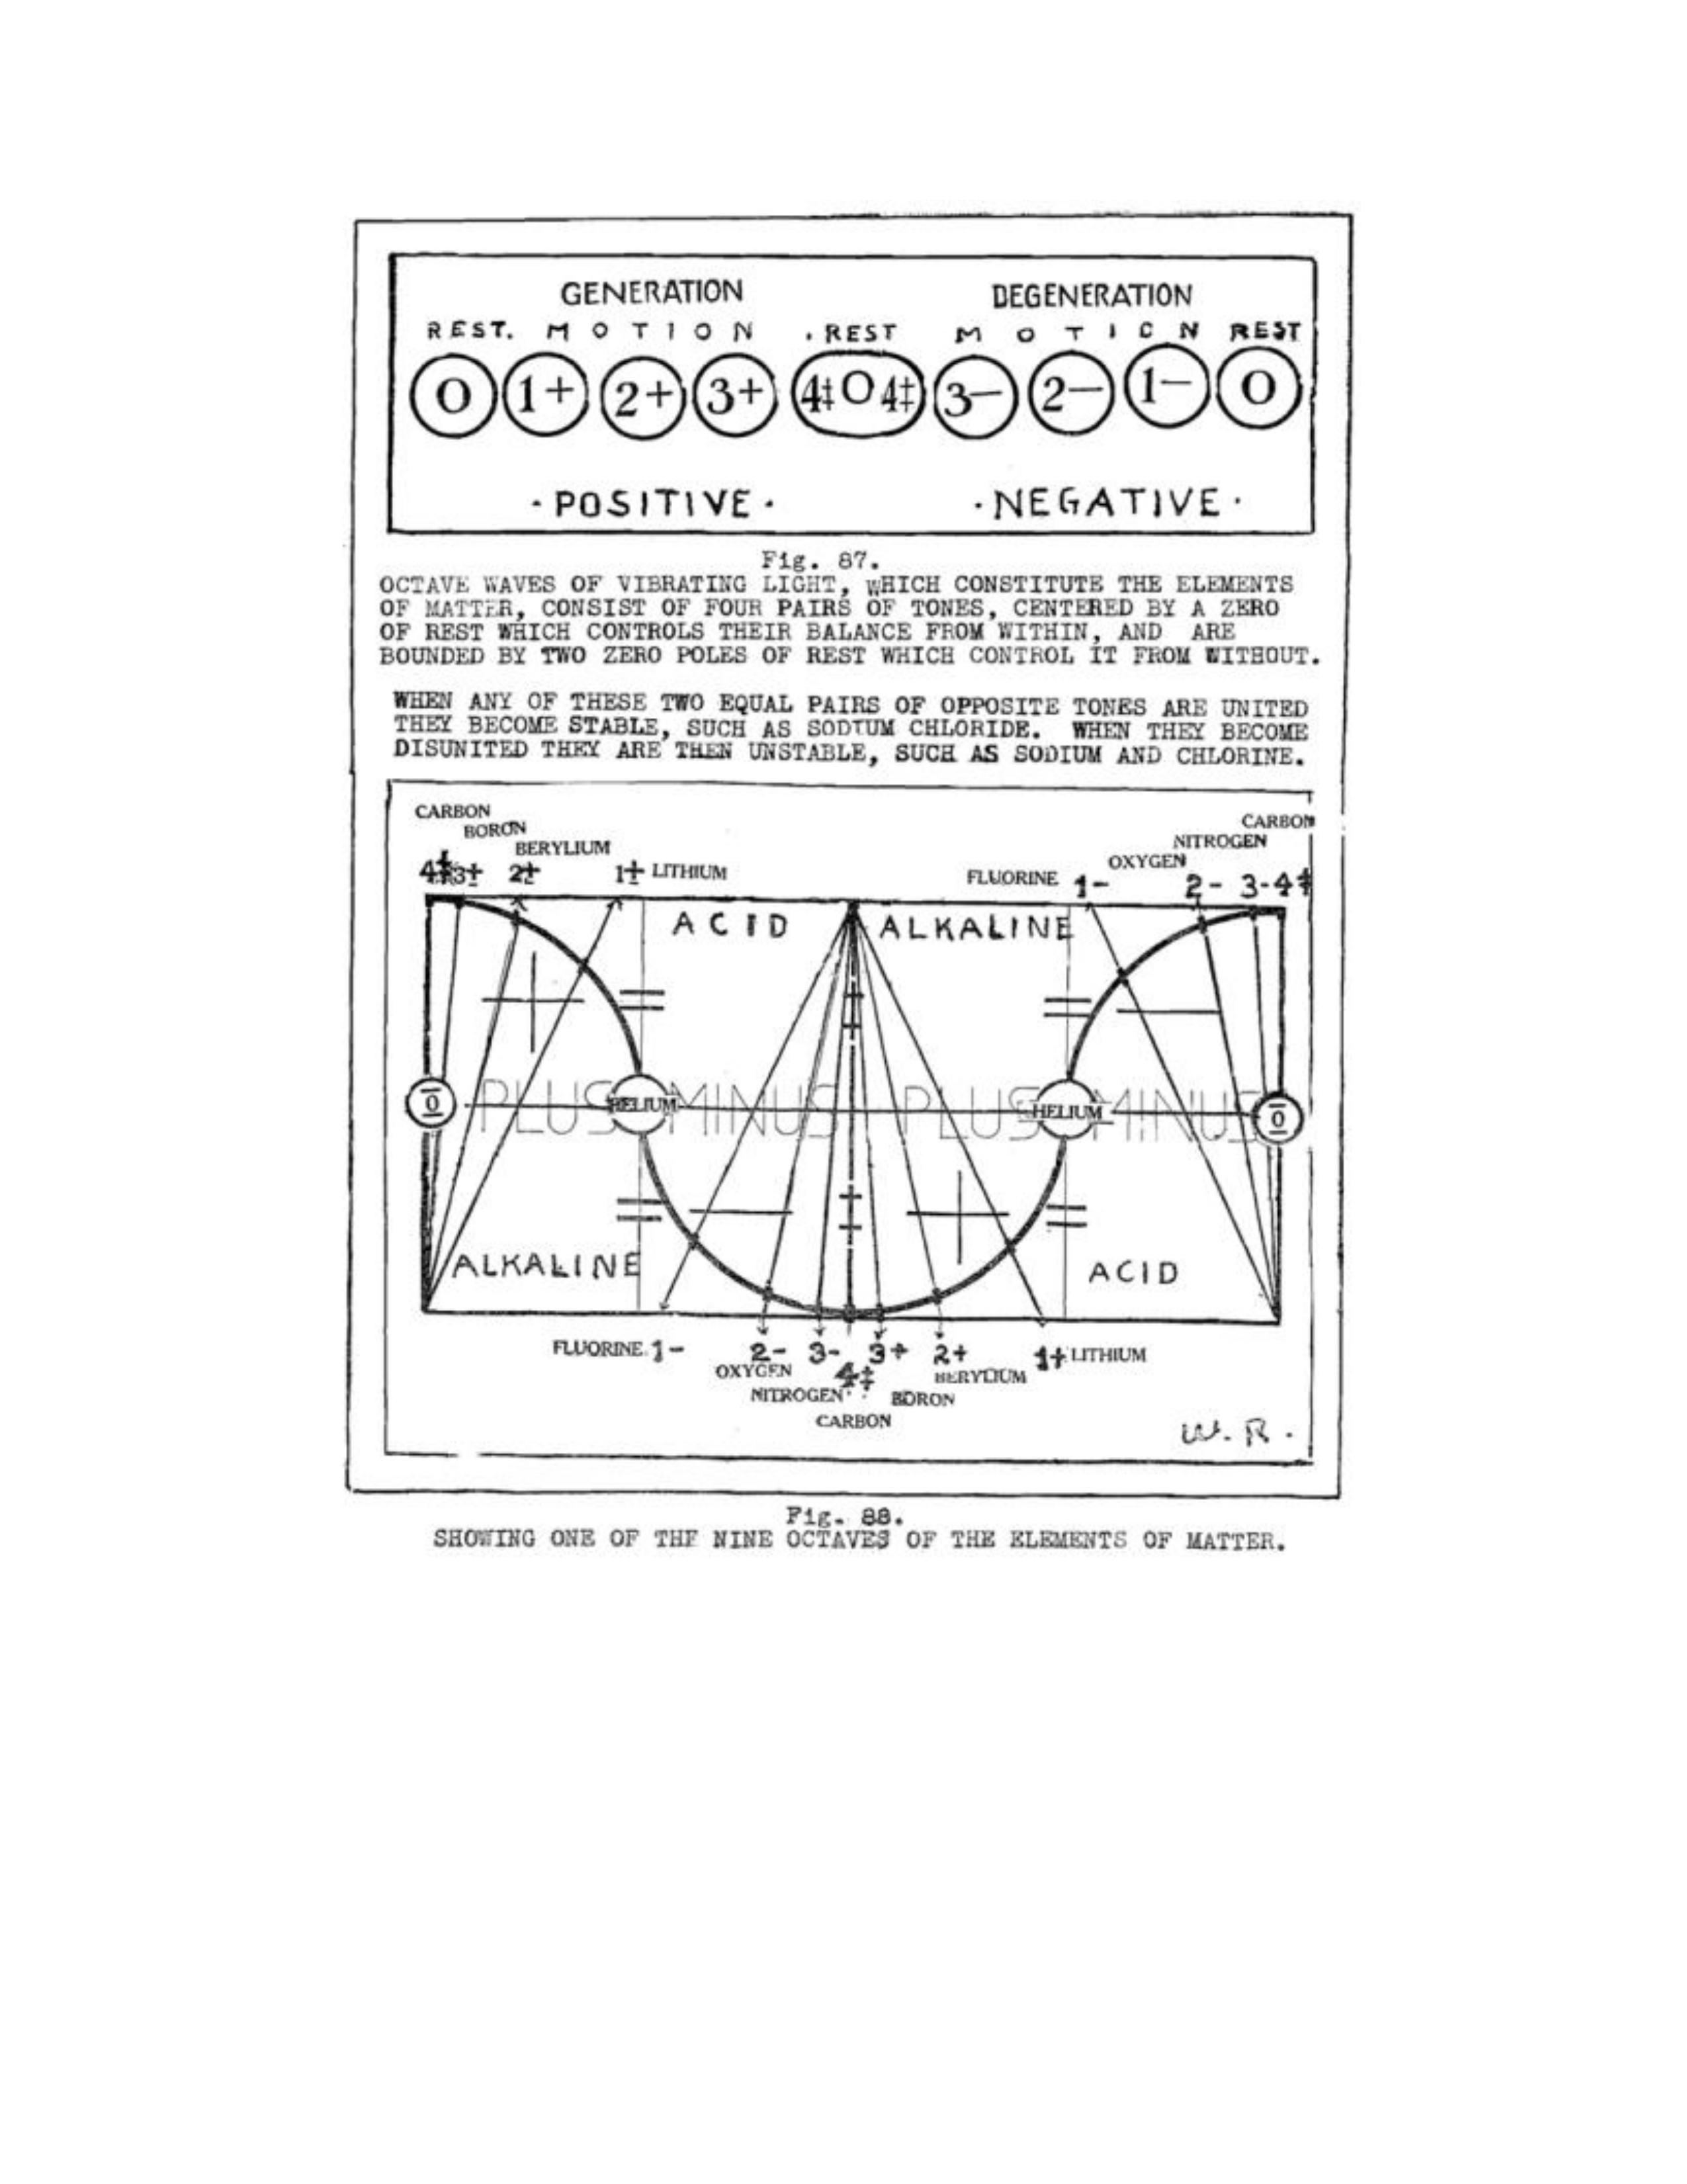 GENERATION DEGENERATION
REST. MOTION . REST MOTION REST
0 1+ 2+ 3+ 4‡ 0 4‡ 3— 2— 1— 0
· POSITIVE · · NEGATIVE ·
Fig. 87.
OCTAVE WAVES OF VIBRATING LIGHT, WHICH CONSTITUTE THE ELEMENTS
OF MATTER, CONSIST OF FOUR PAIRS OF TONES, CENTERED BY A ZERO
OF REST WHICH CONTROLS THEIR BALANCE FROM WITHIN, AND ARE
BOUNDED BY TWO ZERO POLES OF REST WHICH CONTROL IT FROM WITHOUT.
WHEN ANY OF THESE TWO EQUAL PAIRS OF OPPOSITE TONES ARE UNITED
THEY BECOME STABLE, SUCH AS SODIUM CHLORIDE. WHEN THEY BECOME
DISUNITED THEY ARE THEN UNSTABLE, SUCH AS SODIUM AND CHLORINE.
CARBON CARBON
BORON NITROGEN
BERYLIUM OXYGEN
4‡ 3± 2± 1± LITHIUM FLUORINE 1- 2- 3- 4‡
ACID ALKALINE
+ = ‡ = —
0 PLUS HELIUM MINUS PLUS HELIUM MINUS 0
= — ‡ + =
ALKALINE ACID
FLUORINE. 1- 2- 3- 3+ 2+ 1+ LITHIUM
OXYGEN 4‡ BERYLIUM
NITROGEN BORON
CARBON
W. R.
Fig. 88.
SHOWING ONE OF THE NINE OCTAVES OF THE ELEMENTS OF MATTER.